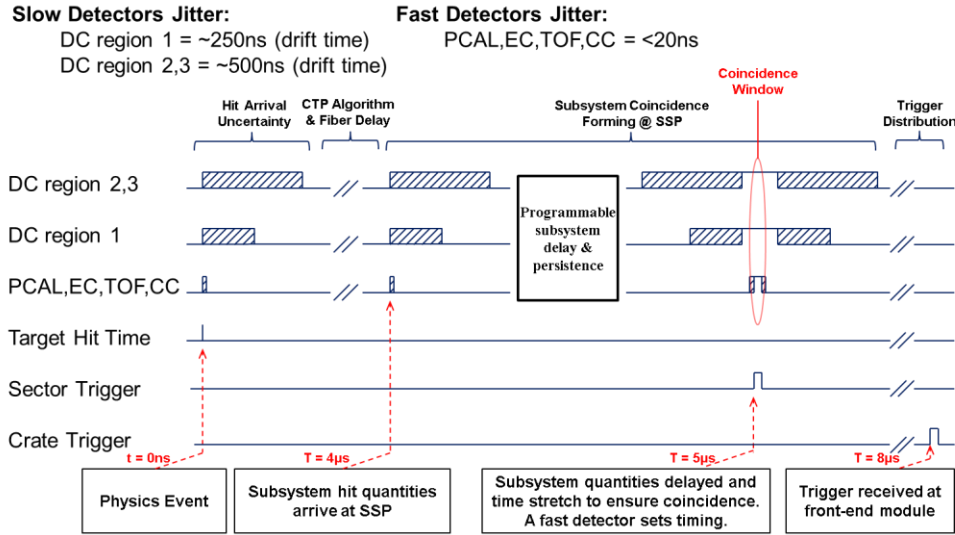 Slow Detectors Jitter:
DC region 1 = ~250ns (drift time)
DC region 2,3 = ~500ns (drift time)
Fast Detectors Jitter:
PCAL,EC,TOF,CC = <20ns
Coincidence
Window
Hit Arrival
Uncertainty
CTP Algorithm
& Fiber Delay
Subsystem Coincidence
Forming @ SSP
Trigger
Distribution
DC region 2,3
DC region 1
PCAL,EC,TOF,CC
Target Hit Time
Sector Trigger
Crate Trigger
Programmable
subsystem
delay &
persistence
t = 0ns
T = 4µs
T = 5µs
T = 8µs
Physics Event
Subsystem hit quantities
arrive at SSP
Subsystem quantities delayed and
time stretch to ensure coincidence.
A fast detector sets timing.
Trigger received at
front-end module